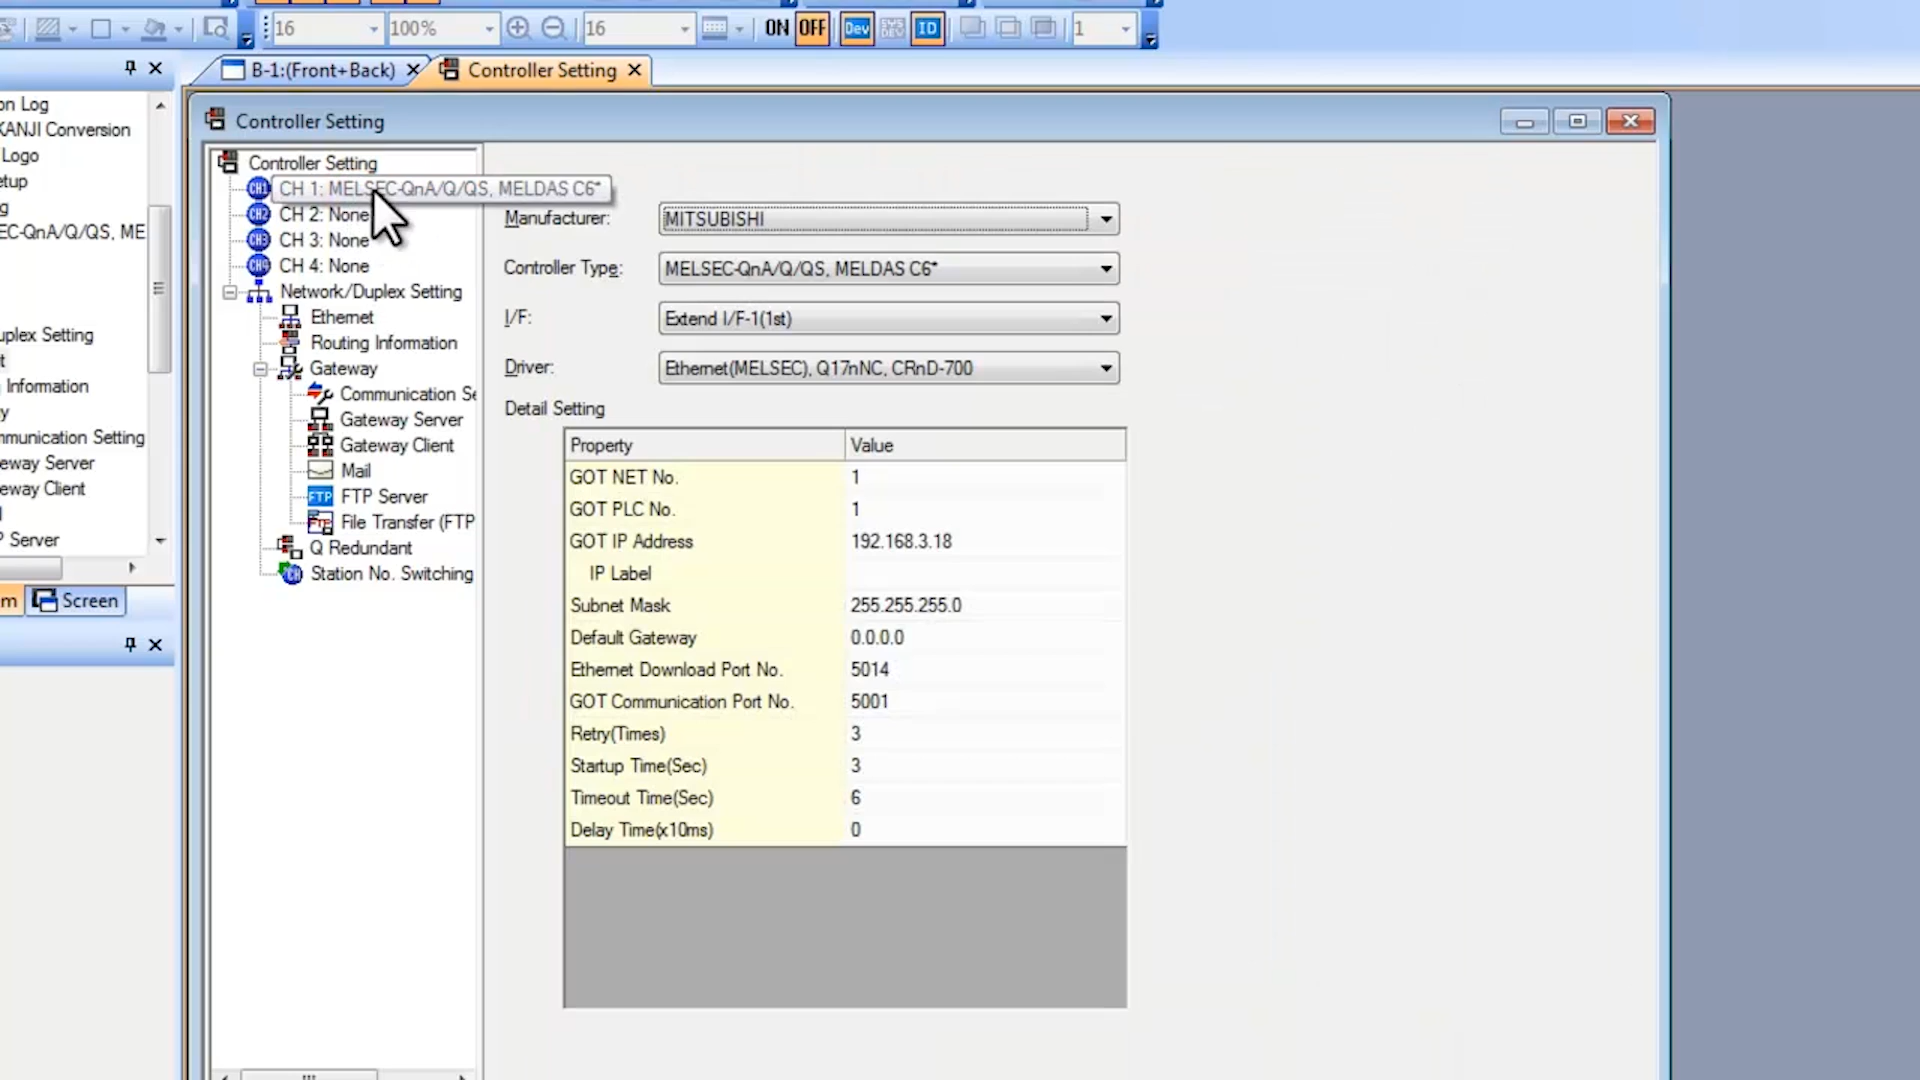 16
100%
16
ON
OFF
Dev
ID
1
B-1:(Front+Back)
Controller Setting
on Log
KANJI Conversion
Logo
etup
g
EC-QnA/Q/QS, ME
uplex Setting
t
g Information
y
mmunication Setting
eway Server
eway Client
l
P Server
m
Screen
Controller Setting
Controller Setting
CH1
CH 1: MELSEC-QnA/Q/QS, MELDAS C6*
CH2
CH 2: None
CH3
CH 3: None
CH4
CH 4: None
Network/Duplex Setting
Ethernet
Routing Information
Gateway
Communication Se
Gateway Server
Gateway Client
Mail
FTP
FTP Server
File Transfer (FTP
Q Redundant
CH
Station No. Switching
Manufacturer:
MITSUBISHI
Controller Type:
MELSEC-QnA/Q/QS, MELDAS C6*
I/F:
Extend I/F-1(1st)
Driver:
Ethernet(MELSEC), Q17nNC, CRnD-700
Detail Setting
Property Value
GOT NET No. 1
GOT PLC No. 1
GOT IP Address 192.168.3.18
IP Label
Subnet Mask 255.255.255.0
Default Gateway 0.0.0.0
Ethernet Download Port No. 5014
GOT Communication Port No. 5001
Retry(Times) 3
Startup Time(Sec) 3
Timeout Time(Sec) 6
Delay Time(x10ms) 0